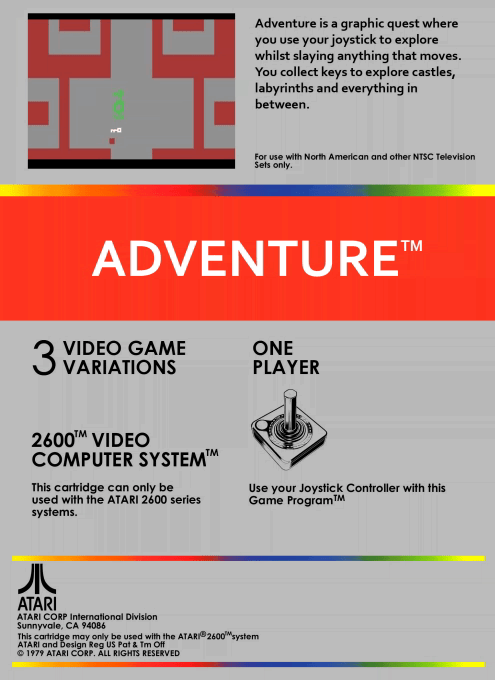 Adventure is a graphic quest where
you use your joystick to explore
whilst slaying anything that moves.
You collect keys to explore castles,
labyrinths and everything in
between.
For use with North American and other NTSC Television
Sets only.
ADVENTURE™
3 VIDEO GAME
VARIATIONS
ONE
PLAYER
2600™ VIDEO
COMPUTER SYSTEM™
This cartridge can only be
used with the ATARI 2600 series
systems.
Use your Joystick Controller with this
Game Program™
ATARI
ATARI CORP International Division
Sunnyvale, CA 94086
This cartridge may only be used with the ATARI® 2600™system
ATARI and Design Reg US Pat & Tm Off
© 1979 ATARI CORP. ALL RIGHTS RESERVED